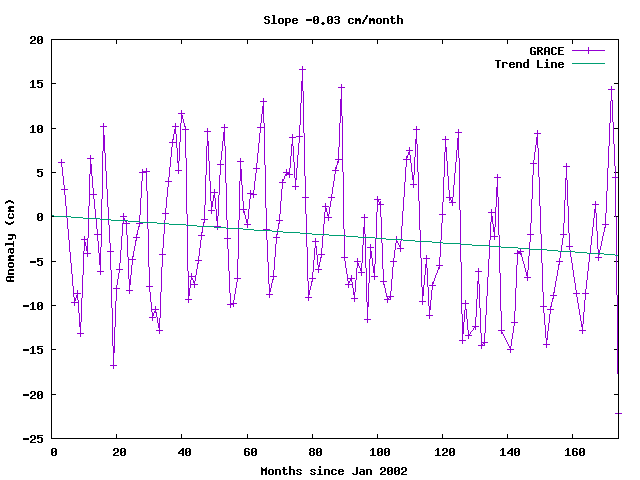 Slope -0.03 cm/month
GRACE
Trend Line
20
15
10
5
0
-5
-10
-15
-20
-25
Anomaly (cm)
0 20 40 60 80 100 120 140 160
Months since Jan 2002